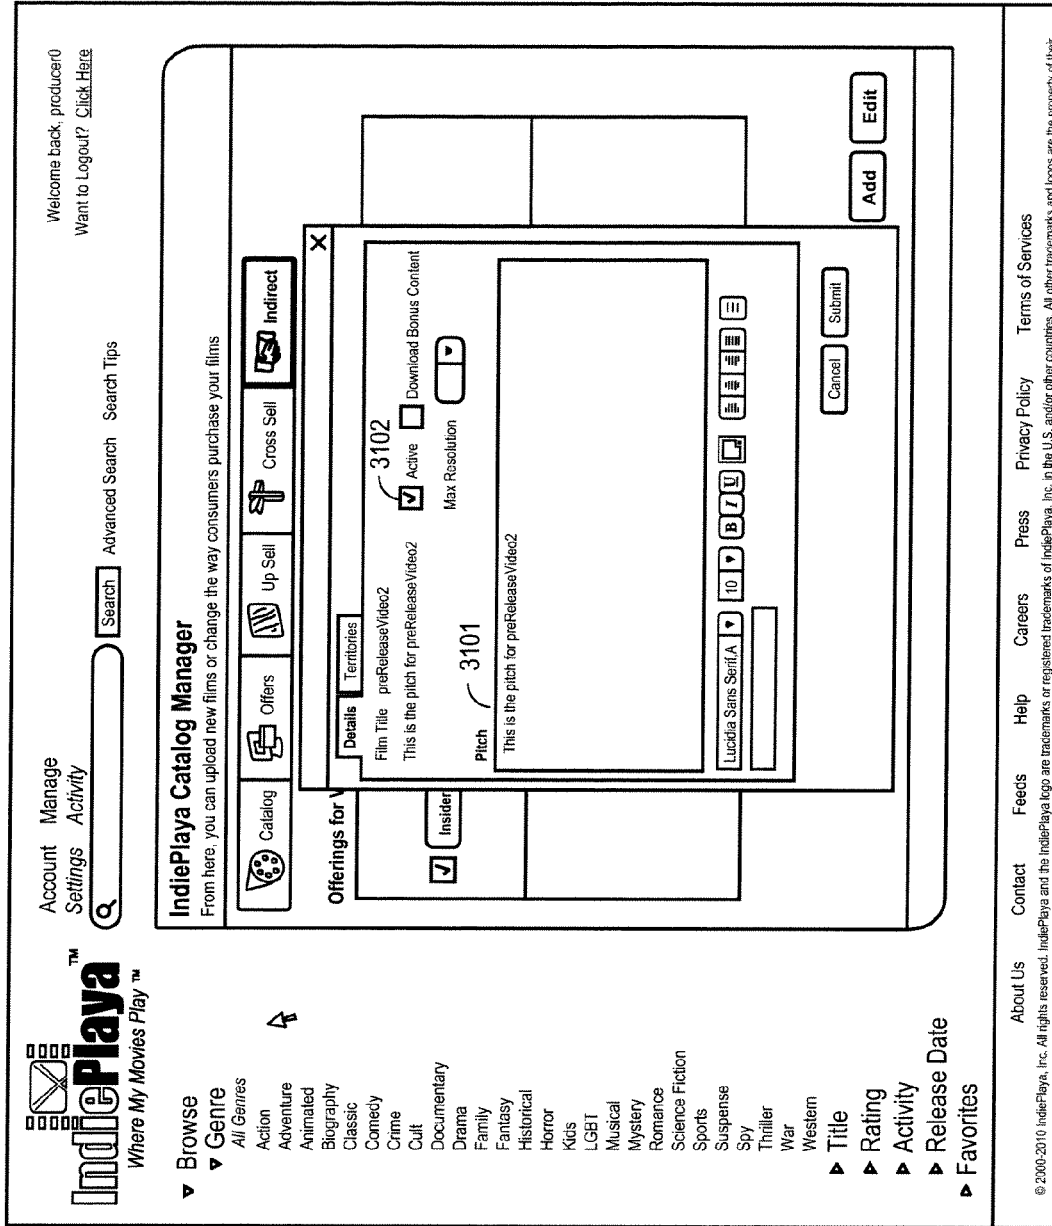 IndiePlaya™
Where My Movies Play ™
Account Manage
Settings Activity
Welcome back, producer0
Want to Logout? Click Here
Search Advanced Search Search Tips
Browse
Genre
All Genres
Action
Adventure
Animated
Biography
Classic
Comedy
Crime
Cult
Documentary
Drama
Family
Fantasy
Historical
Horror
Kids
LGBT
Musical
Mystery
Romance
Science Fiction
Sports
Suspense
Spy
Thriller
War
Western
Title
Rating
Activity
Release Date
Favorites
IndiePlaya Catalog Manager
From here, you can upload new films or change the way consumers purchase your films
Catalog Offers Up Sell Cross Sell Indirect
Offerings for
Insider
X
Details Territories
Film Title preReleaseVideo2
This is the pitch for preReleaseVideo2
3102
Active Download Bonus Content
Max Resolution
Pitch 3101
This is the pitch for preReleaseVideo2
Lucidia Sans Serif,A 10 B I U
Cancel Submit
Add Edit
About Us Contact Feeds Help Careers Press Privacy Policy Terms of Services
© 2000-2010 IndiePlaya, Inc. All rights reserved. IndiePlaya and the IndiePlaya logo are trademarks or registered trademarks of IndiePlaya, Inc. in the U.S. and/or other countries. All other trademarks and logos are the property of their